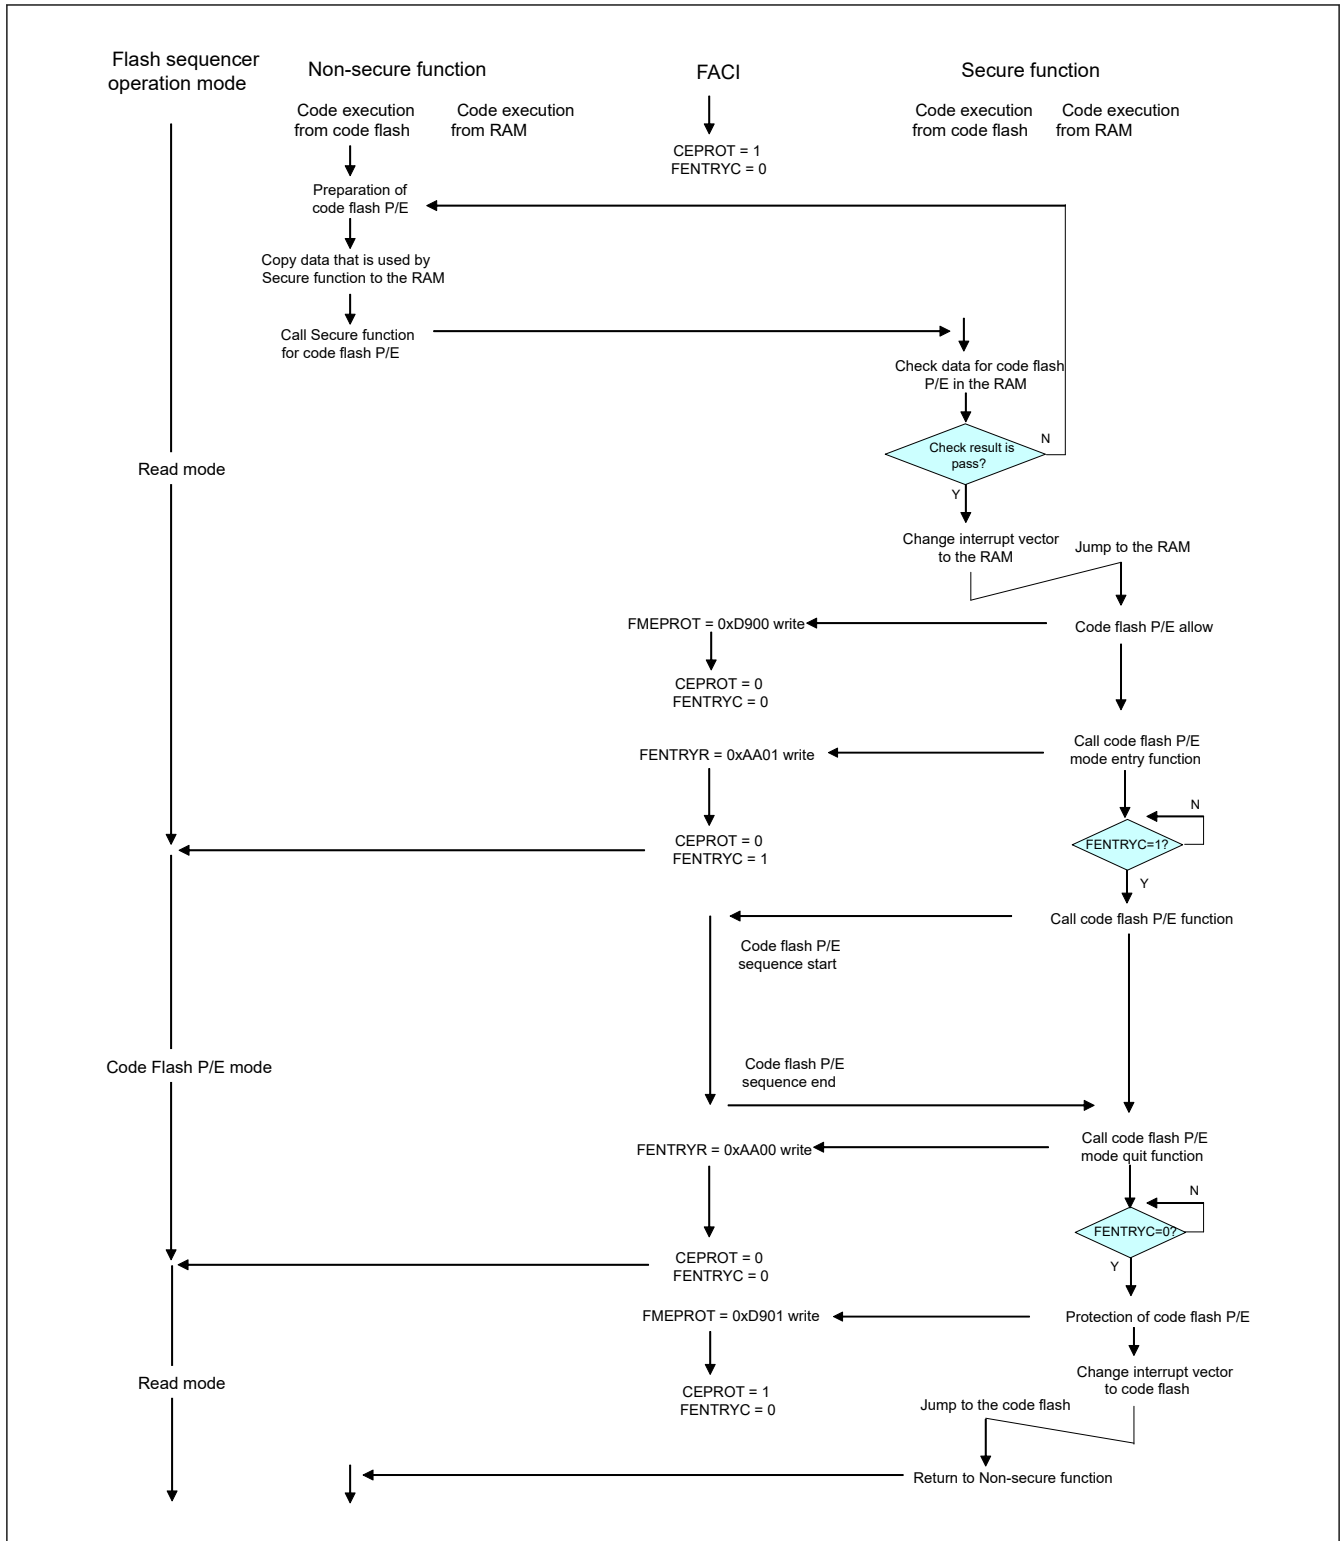 Flash sequencer
operation mode
Non-secure function
FACI
Secure function
Code execution
from code flash
Code execution
from RAM
Code execution
from code flash
Code execution
from RAM
CEPROT = 1
FENTRYC = 0
Preparation of
code flash P/E
Copy data that is used by
Secure function to the RAM
Call Secure function
for code flash P/E
Check data for code flash
P/E in the RAM
Check result is
pass?
N
Y
Read mode
Change interrupt vector
to the RAM
Jump to the RAM
FMEPROT = 0xD900 write
Code flash P/E allow
CEPROT = 0
FENTRYC = 0
Call code flash P/E
mode entry function
FENTRYR = 0xAA01 write
N
CEPROT = 0
FENTRYC = 1
FENTRYC=1?
Y
Call code flash P/E function
Code flash P/E
sequence start
Code Flash P/E mode
Code flash P/E
sequence end
Call code flash P/E
mode quit function
FENTRYR = 0xAA00 write
N
FENTRYC=0?
Y
CEPROT = 0
FENTRYC = 0
FMEPROT = 0xD901 write
Protection of code flash P/E
Read mode
CEPROT = 1
FENTRYC = 0
Change interrupt vector
to code flash
Jump to the code flash
Return to Non-secure function